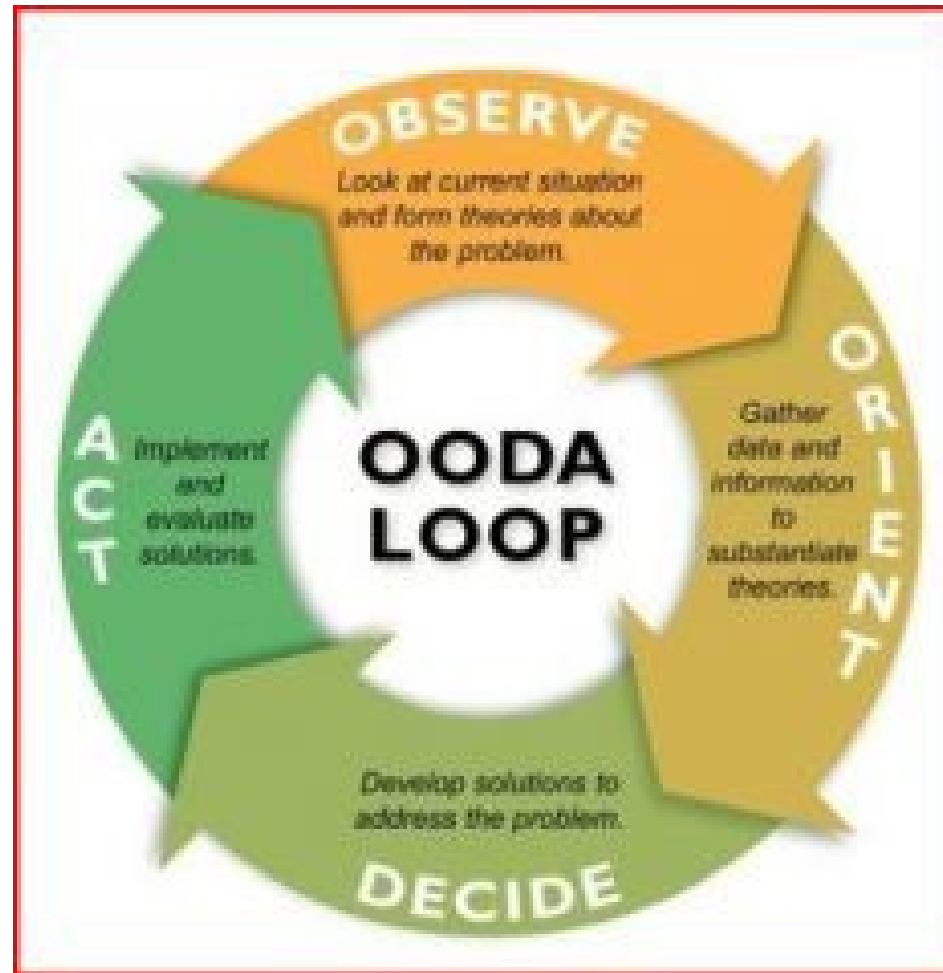 OBSERVE
Look at current situation
and form theories about
the problem.
ORIENT
Gather
data and
information
to
substantiate
theories.
DECIDE
Develop solutions to
address the problem.
ACT
Implement
and
evaluate
solutions.
OODA
LOOP